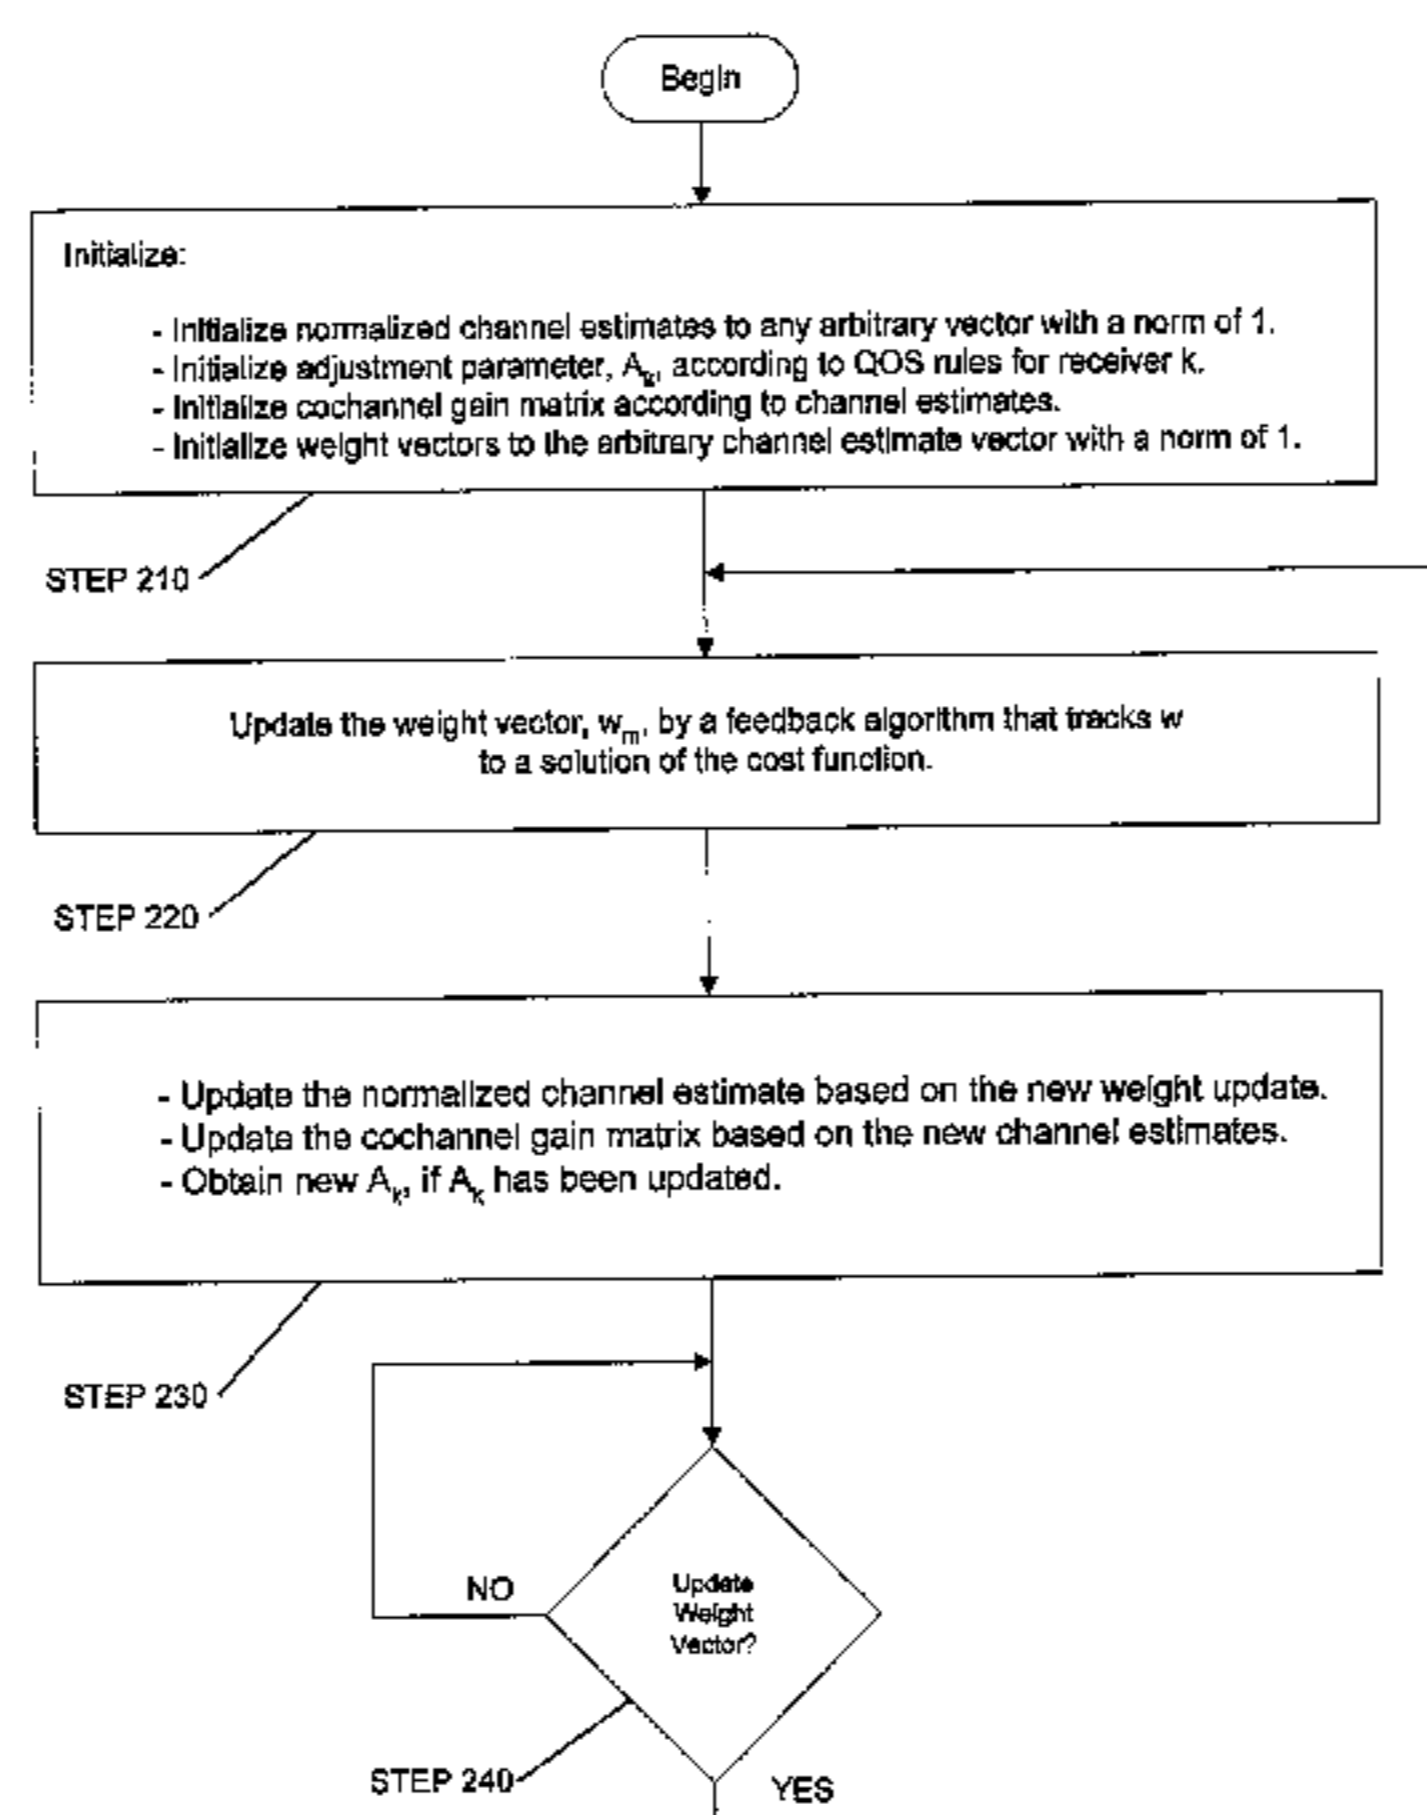 Begin
Initialize:
- Initialize normalized channel estimates to any arbitrary vector with a norm of 1.
- Initialize adjustment parameter, Aₖ, according to QOS rules for receiver k.
- Initialize cochannel gain matrix according to channel estimates.
- Initialize weight vectors to the arbitrary channel estimate vector with a norm of 1.
STEP 210
Update the weight vector, wₘ, by a feedback algorithm that tracks w
to a solution of the cost function.
STEP 220
- Update the normalized channel estimate based on the new weight update.
- Update the cochannel gain matrix based on the new channel estimates.
- Obtain new Aₖ, if Aₖ has been updated.
STEP 230
NO
Update
Weight
Vector?
STEP 240
YES